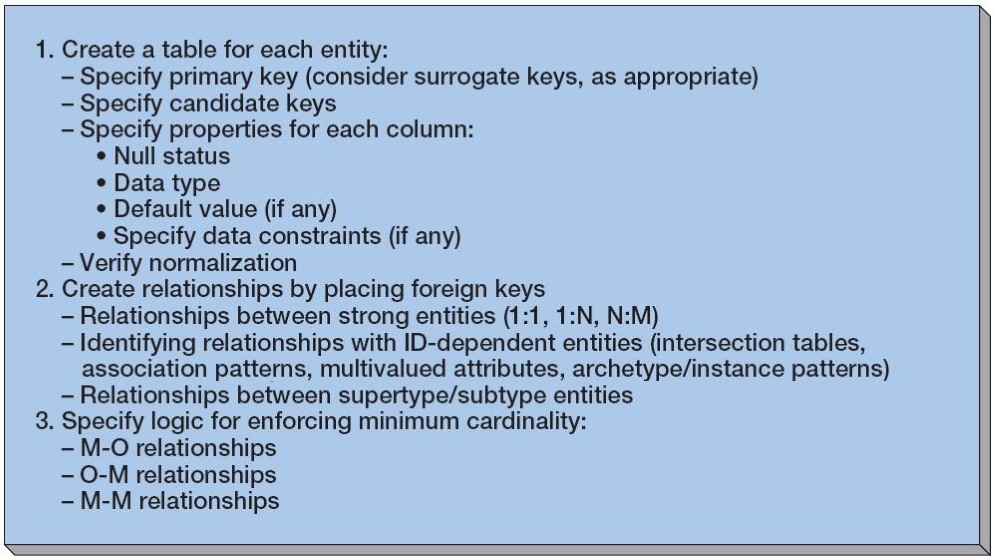 1. Create a table for each entity:
– Specify primary key (consider surrogate keys, as appropriate)
– Specify candidate keys
– Specify properties for each column:
• Null status
• Data type
• Default value (if any)
• Specify data constraints (if any)
– Verify normalization
2. Create relationships by placing foreign keys
– Relationships between strong entities (1:1, 1:N, N:M)
– Identifying relationships with ID-dependent entities (intersection tables,
association patterns, multivalued attributes, archetype/instance patterns)
– Relationships between supertype/subtype entities
3. Specify logic for enforcing minimum cardinality:
– M-O relationships
– O-M relationships
– M-M relationships